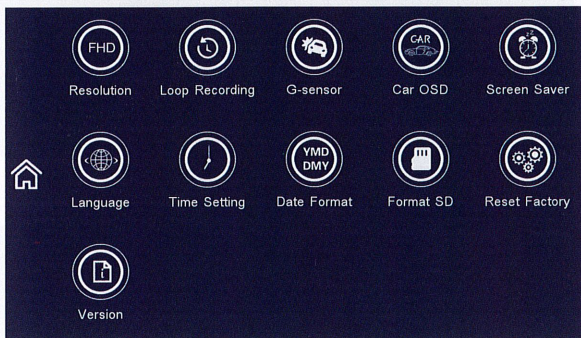 FHD
CAR
Resolution Loop Recording G-sensor Car OSD Screen Saver
YMD
DMY
Language Time Setting Date Format Format SD Reset Factory
Version